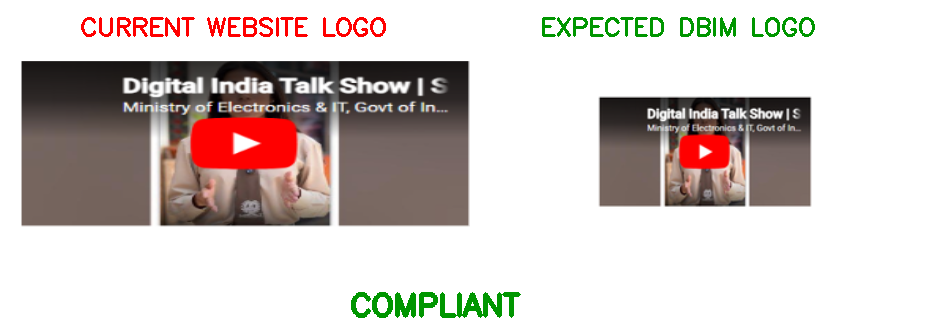 CURRENT WEBSITE LOGO
EXPECTED DBIM LOGO
Digital India Talk Show | S
Ministry of Electronics & IT, Govt of In...
Digital India Talk Show | S
Ministry of Electronics & IT, Govt of In...
COMPLIANT